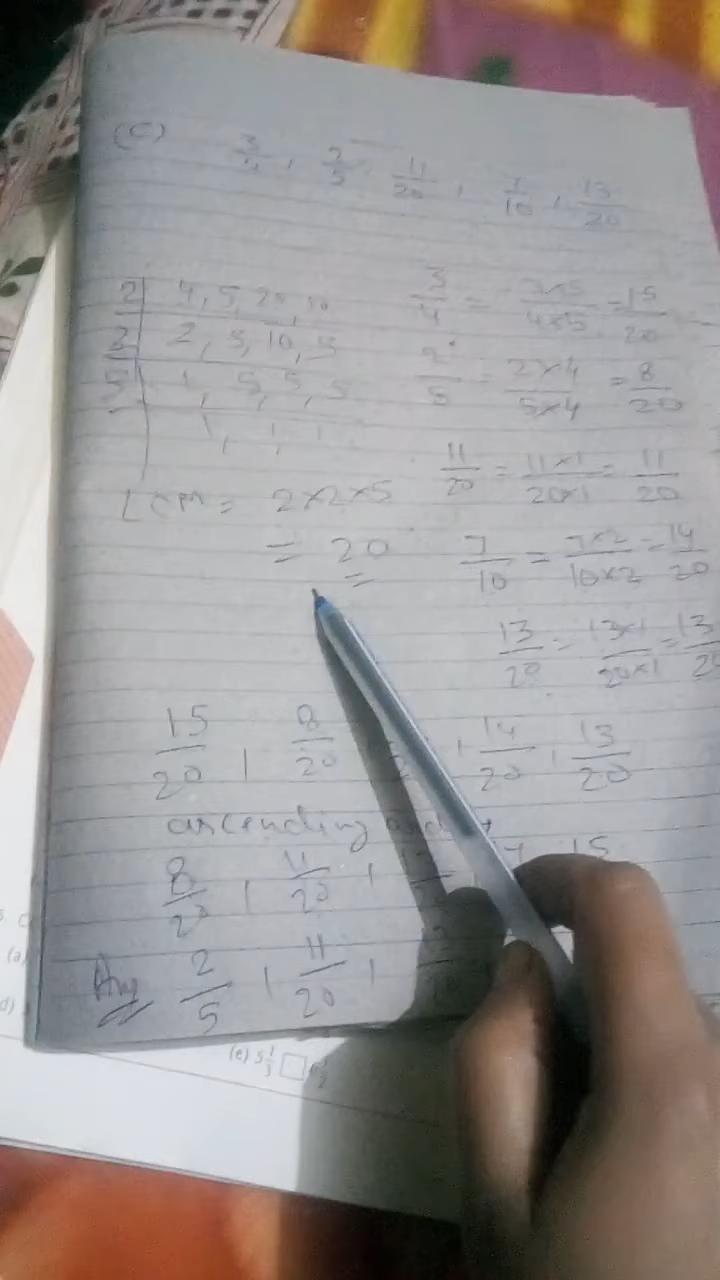 (C) 3/4, 2/5, 11/20, 7/10, 13/20
2 | 4, 5, 20, 10
2 | 2, 5, 10, 5
5 | 1, 5, 5, 5
1, 1, 1
LCM = 2×2×5
= 20
3/4 = 3×5/4×5 = 15/20
2/5 = 2×4/5×4 = 8/20
11/20 = 11×1/20×1 = 11/20
7/10 = 7×2/10×2 = 14/20
13/20 = 13×1/20×1 = 13/20
15/20, 8/20, 14/20, 13/20
ascending
8/20, 11/20, 15
Ans 2/5, 11/20,
(a)
d)
(e) 5 1/3 □